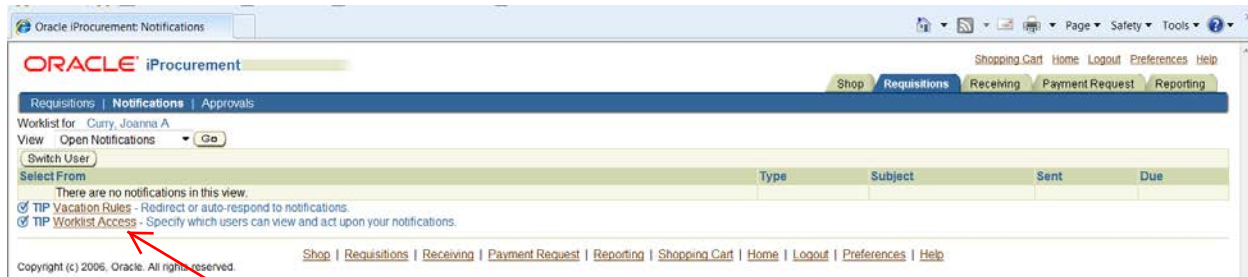 Oracle iProcurement: Notifications
Page Safety Tools
ORACLE iProcurement
Shopping Cart Home Logout Preferences Help
Shop Requisitions Receiving Payment Request Reporting
Requisitions | Notifications | Approvals
Worklist for Curry, Joanna A
View Open Notifications Go
Switch User
Select From Type Subject Sent Due
There are no notifications in this view.
TIP Vacation Rules - Redirect or auto-respond to notifications.
TIP Worklist Access - Specify which users can view and act upon your notifications.
Shop | Requisitions | Receiving | Payment Request | Reporting | Shopping Cart | Home | Logout | Preferences | Help
Copyright (c) 2006, Oracle. All rights reserved.